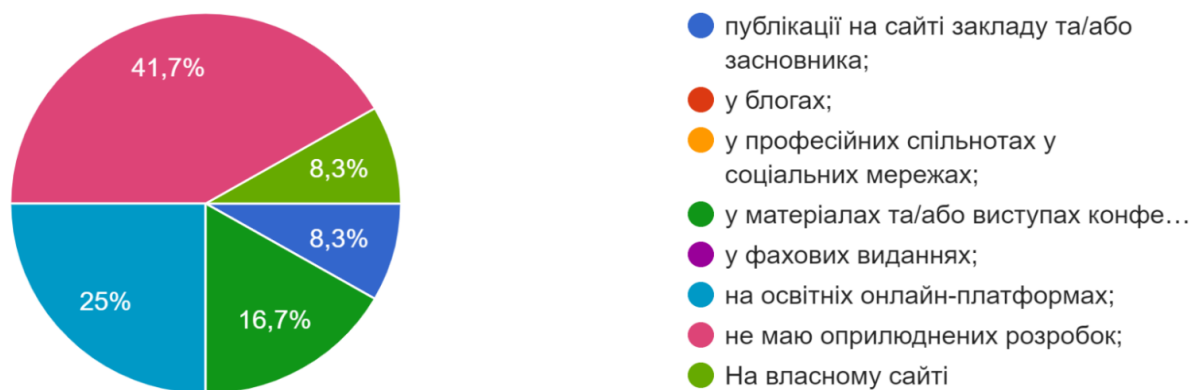 41,7%
8,3%
8,3%
25%
16,7%
публікації на сайті закладу та/або
засновника;
у блогах;
у професійних спільнотах у
соціальних мережах;
у матеріалах та/або виступах конфе…
у фахових виданнях;
на освітніх онлайн-платформах;
не маю оприлюднених розробок;
На власному сайті